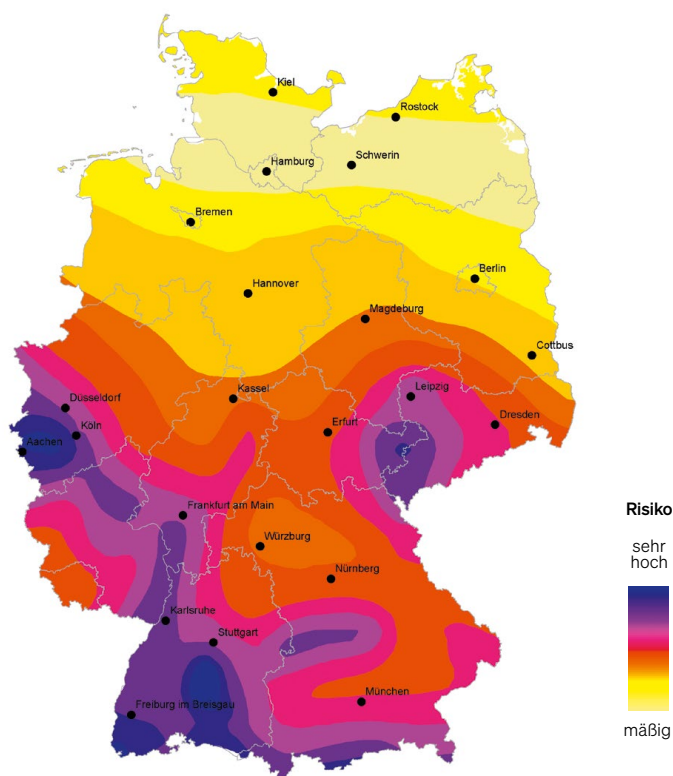 Kiel
Rostock
Hamburg
Schwerin
Bremen
Berlin
Hannover
Magdeburg
Cottbus
Kassel
Leipzig
Düsseldorf
Dresden
Köln
Erfurt
Aachen
Frankfurt am Main
Würzburg
Nürnberg
Karlsruhe
Stuttgart
München
Freiburg im Breisgau
Risiko
sehr
hoch
mäßig